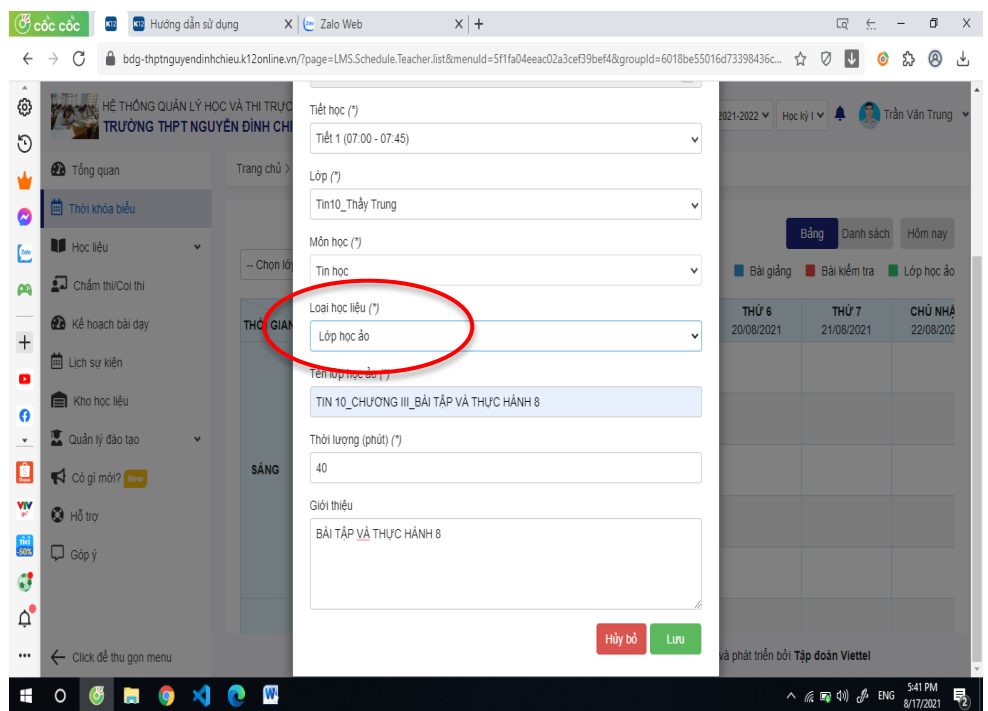 cốc cốc
K12
K12 Hướng dẫn sử dụng X
Zalo Zalo Web X +
bdg-thptnguyendinhchieu.k12online.vn/?page=LMS.Schedule.Teacher.list&menuId=5f1fa04eeac02a3cef39bef4&groupId=6018be55016d73398436c...
HỆ THỐNG QUẢN LÝ HỌC VÀ THI TRỰC
TRƯỜNG THPT NGUYỄN ĐÌNH CHI
2021-2022
Học kỳ I
Trần Văn Trung
Tổng quan
Thời khóa biểu
Học liệu
Chấm thi/Coi thi
Kế hoạch bài dạy
Lịch sự kiện
Kho học liệu
Quản lý đào tạo
Có gì mới? New
Hỗ trợ
Góp ý
Click để thu gọn menu
Trang chủ >
-- Chọn lớ
THỜI GIAN
SÁNG
Tiết học (*)
Tiết 1 (07:00 - 07:45)
Lớp (*)
Tin10_Thầy Trung
Môn học (*)
Tin học
Loại học liệu (*)
Lớp học ảo
Tên lớp học ảo (*)
TIN 10_CHƯƠNG III_BÀI TẬP VÀ THỰC HÀNH 8
Thời lượng (phút) (*)
40
Giới thiệu
BÀI TẬP VÀ THỰC HÀNH 8
Hủy bỏ
Lưu
Bảng
Danh sách
Hôm nay
Bài giảng
Bài kiểm tra
Lớp học ảo
THỨ 6
20/08/2021
THỨ 7
21/08/2021
CHỦ NHẬ
22/08/202
và phát triển bởi Tập đoàn Viettel
ENG
5:41 PM
8/17/2021
2